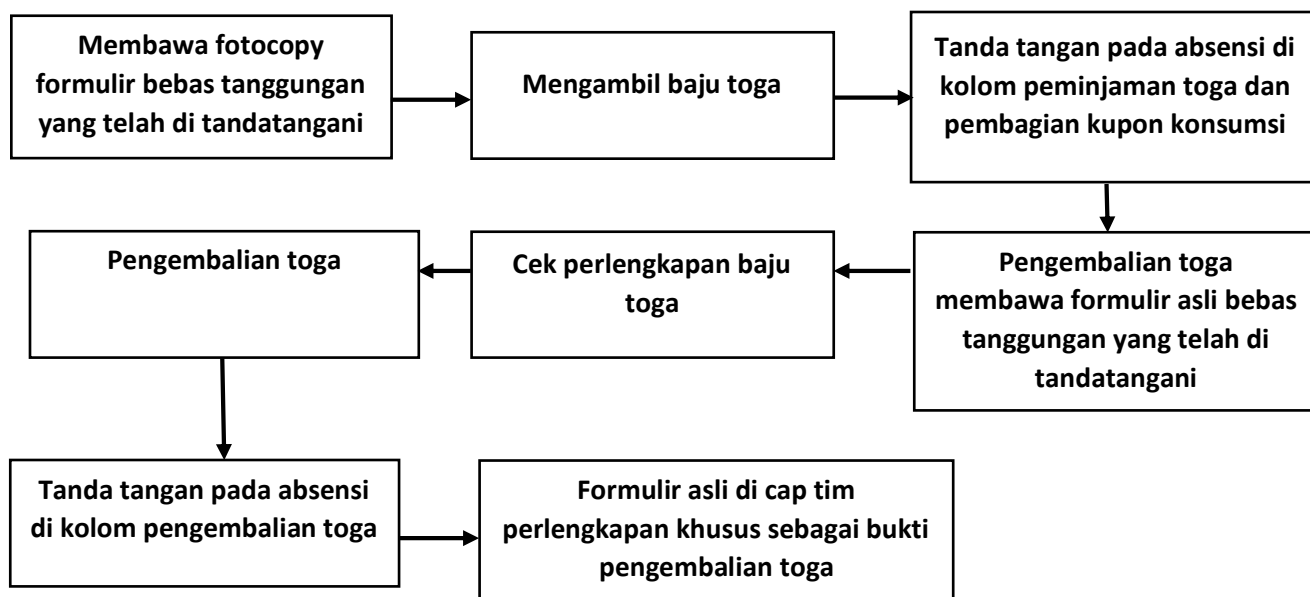 Membawa fotocopy
formulir bebas tanggungan
yang telah di tandatangani
Mengambil baju toga
Tanda tangan pada absensi di
kolom peminjaman toga dan
pembagian kupon konsumsi
Pengembalian toga
membawa formulir asli bebas
tanggungan yang telah di
tandatangani
Cek perlengkapan baju
toga
Pengembalian toga
Tanda tangan pada absensi
di kolom pengembalian toga
Formulir asli di cap tim
perlengkapan khusus sebagai bukti
pengembalian toga